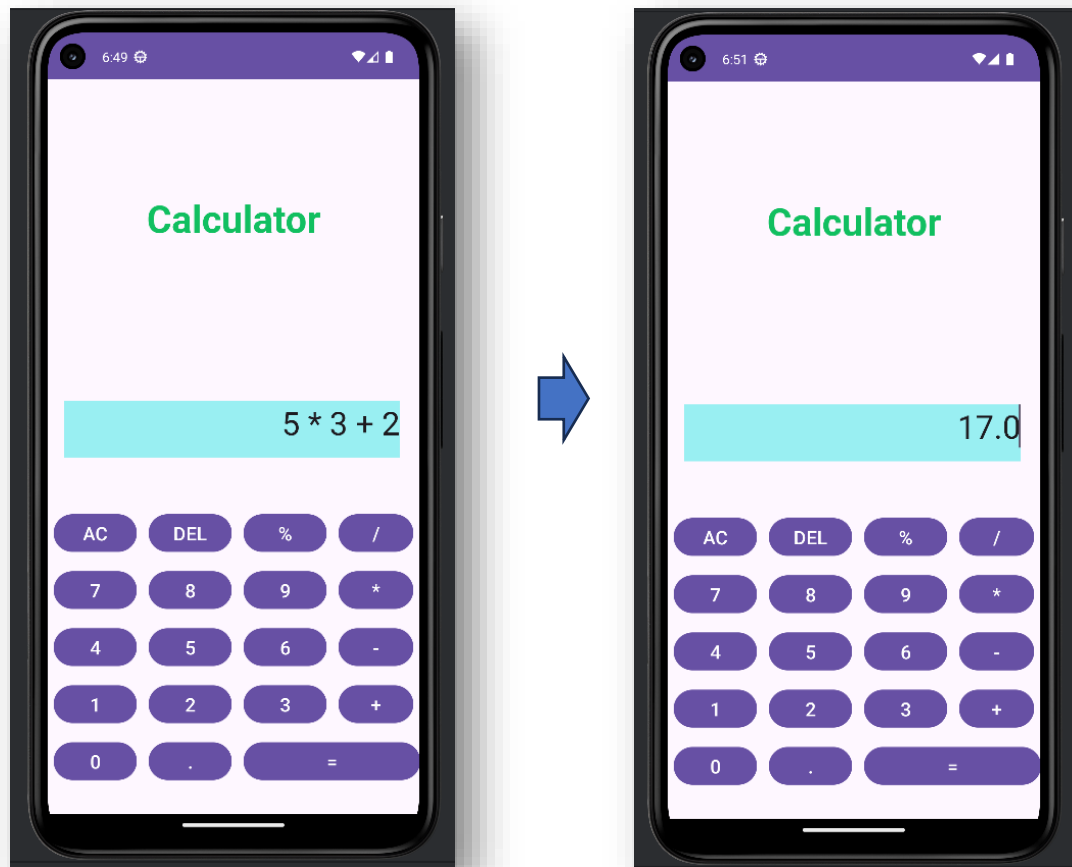 6:49
Calculator
5 * 3 + 2
AC DEL % /
7 8 9 *
4 5 6 -
1 2 3 +
0 . =
6:51
Calculator
17.0
AC DEL % /
7 8 9 *
4 5 6 -
1 2 3 +
0 . =